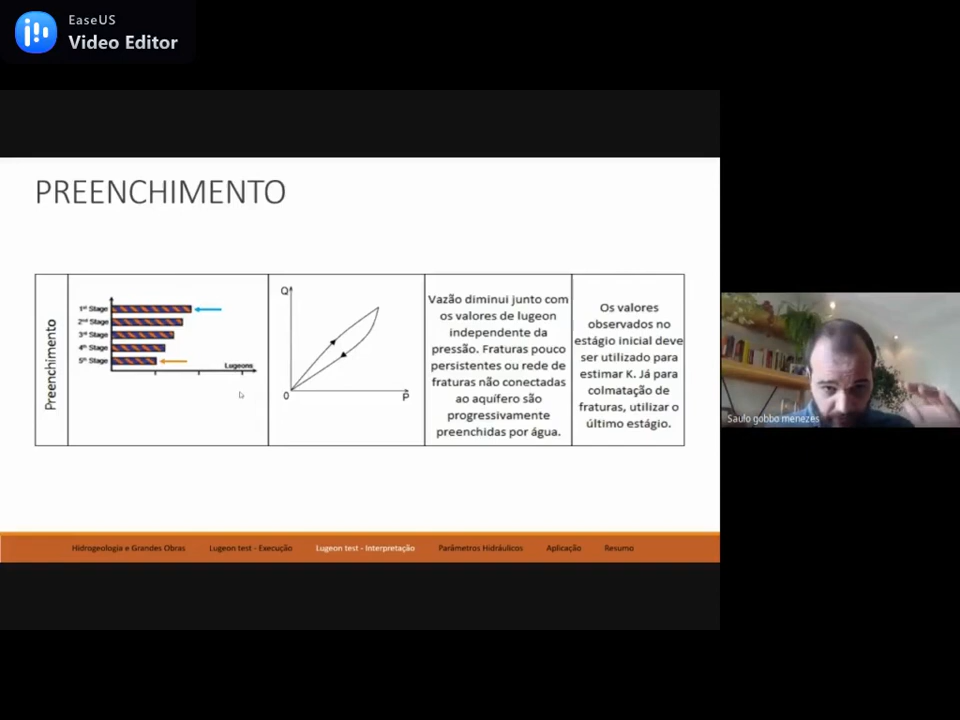 EaseUS
Video Editor
PREENCHIMENTO
Preenchimento
1st Stage
2nd Stage
3rd Stage
4th Stage
5th Stage
Lugeons
Q
0
P
Vazão diminui junto com
os valores de lugeon
independente da
pressão. Fraturas pouco
persistentes ou rede de
fraturas não conectadas
ao aquífero são
progressivamente
preenchidas por água.
Os valores
observados no
estágio inicial deve
ser utilizado para
estimar K. Já para
colmatação de
fraturas, utilizar o
último estágio.
Saulo gobbo menezes
Hidrogeologia e Grandes Obras Lugeon test - Execução Lugeon test - Interpretação Parâmetros Hidráulicos Aplicação Resumo